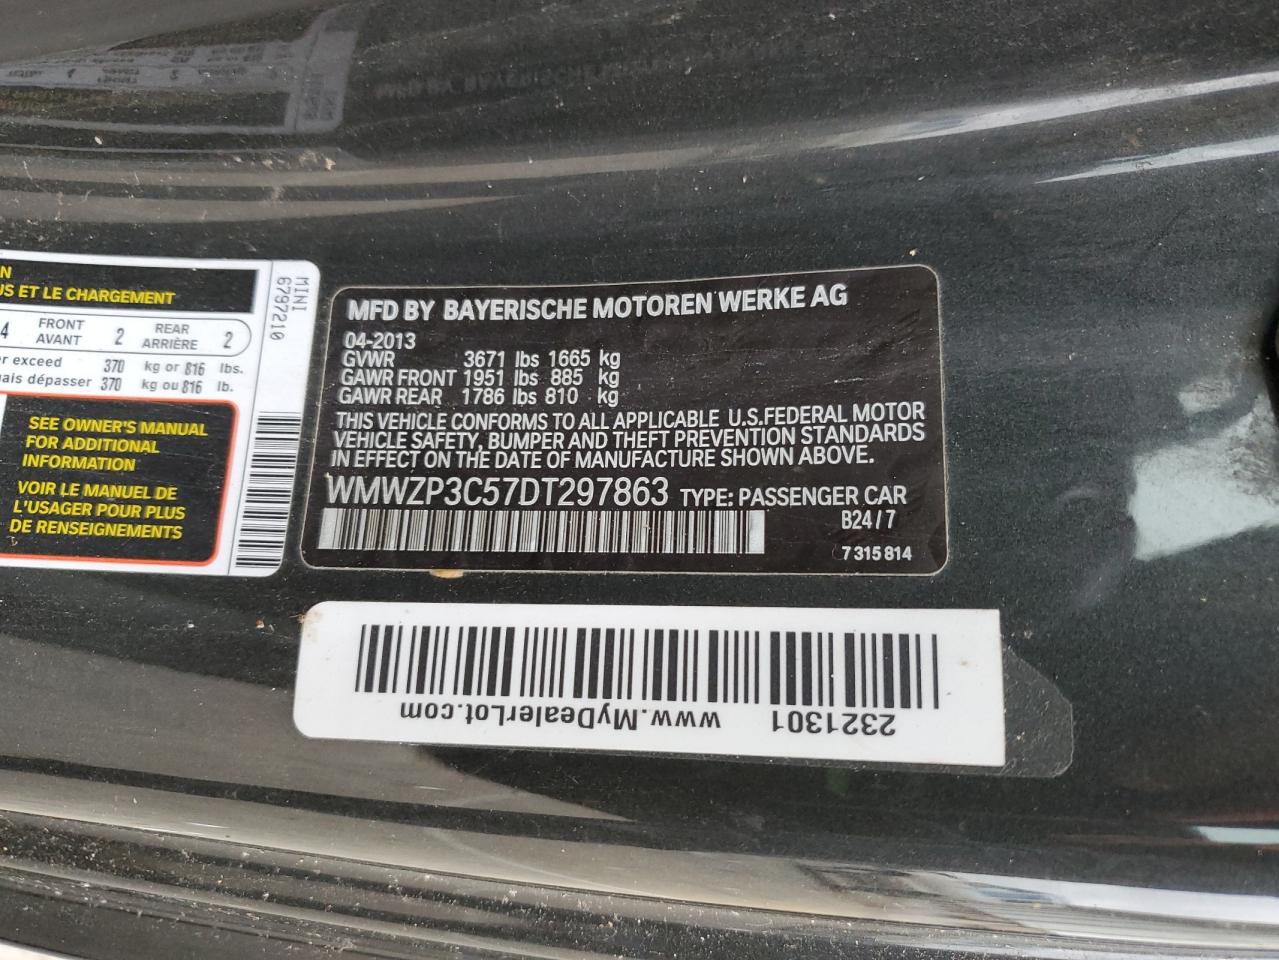 N
US ET LE CHARGEMENT
4 FRONT AVANT 2 REAR ARRIÈRE 2
r exceed 370 kg or 816 lbs.
ais dépasser 370 kg ou 816 lb.
SEE OWNER'S MANUAL
FOR ADDITIONAL
INFORMATION
VOIR LE MANUEL DE
L'USAGER POUR PLUS
DE RENSEIGNEMENTS
MINI
6797210
MFD BY BAYERISCHE MOTOREN WERKE AG
04-2013
GVWR 3671 lbs 1665 kg
GAWR FRONT 1951 lbs 885 kg
GAWR REAR 1786 lbs 810 kg
THIS VEHICLE CONFORMS TO ALL APPLICABLE U.S.FEDERAL MOTOR
VEHICLE SAFETY, BUMPER AND THEFT PREVENTION STANDARDS
IN EFFECT ON THE DATE OF MANUFACTURE SHOWN ABOVE.
WMWZP3C57DT297863 TYPE: PASSENGER CAR
B24/7
7 315 814
2321301 www.MyDealerLot.com